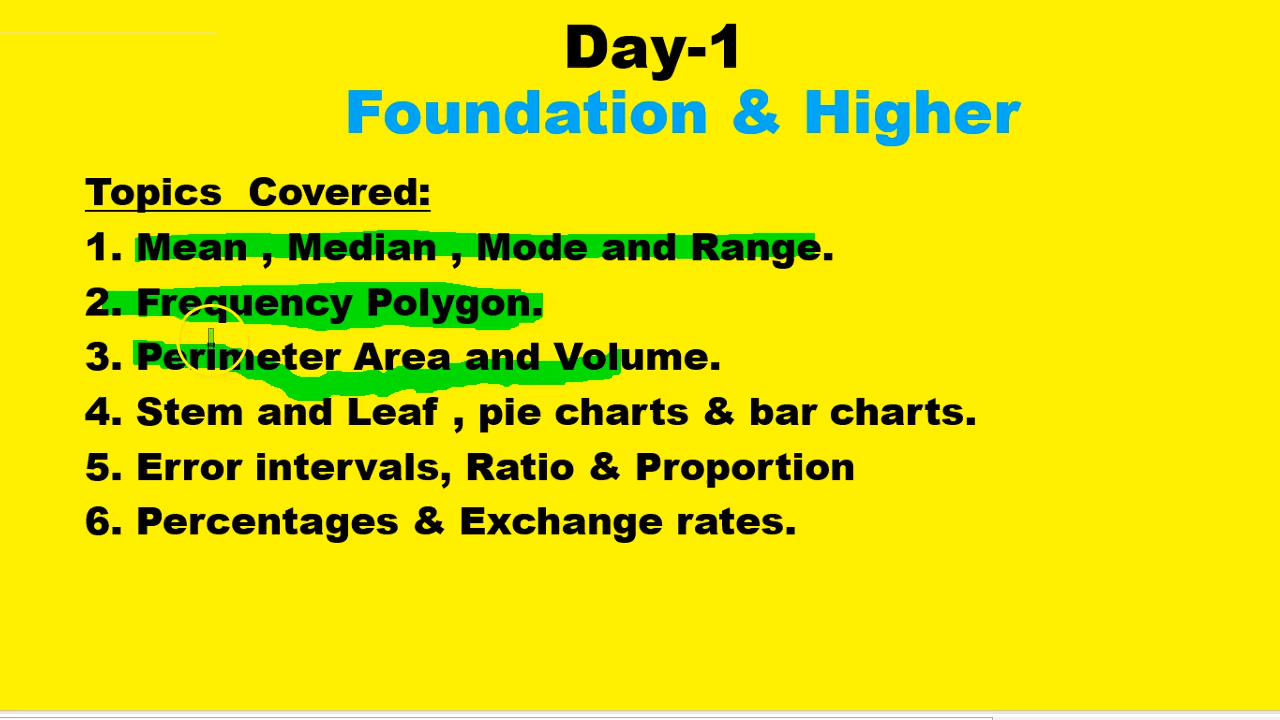 Day-1
Foundation & Higher
Topics Covered:
1. Mean , Median , Mode and Range.
2. Frequency Polygon.
3. Perimeter Area and Volume.
4. Stem and Leaf , pie charts & bar charts.
5. Error intervals, Ratio & Proportion
6. Percentages & Exchange rates.